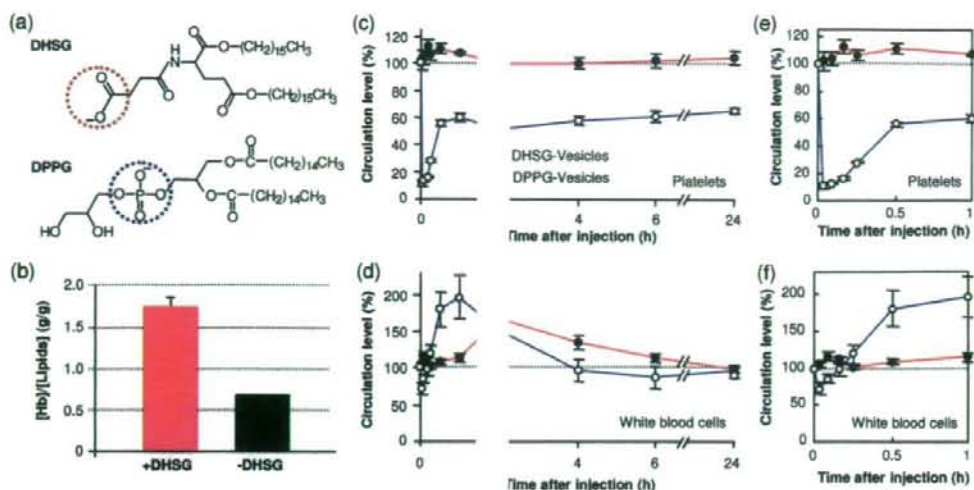 (a)
DHSG
O
O(CH2)15CH3
H
N
O
O
−O
O
O(CH2)15CH3
DPPG
O
O−
O
O
O–P–O
O
HO
OH
O
(CH2)14CH3
O
(CH2)14CH3
(b)
[Hb]/[Lipids] (g/g)
2.0
1.5
1.0
0.5
0
+DHSG
-DHSG
(c)
Circulation level (%)
120
100
80
60
40
20
0
DHSG-Vesicles
DPPG-Vesicles
Platelets
0
4
6
24
Time after injection (h)
(d)
Circulation level (%)
200
150
100
50
0
White blood cells
0
4
6
24
Time after injection (h)
(e)
Circulation level (%)
120
100
80
60
40
20
0
Platelets
0
0.5
1
Time after injection (h)
(f)
Circulation level (%)
200
150
100
50
0
White blood cells
0
0.5
1
Time after injection (h)